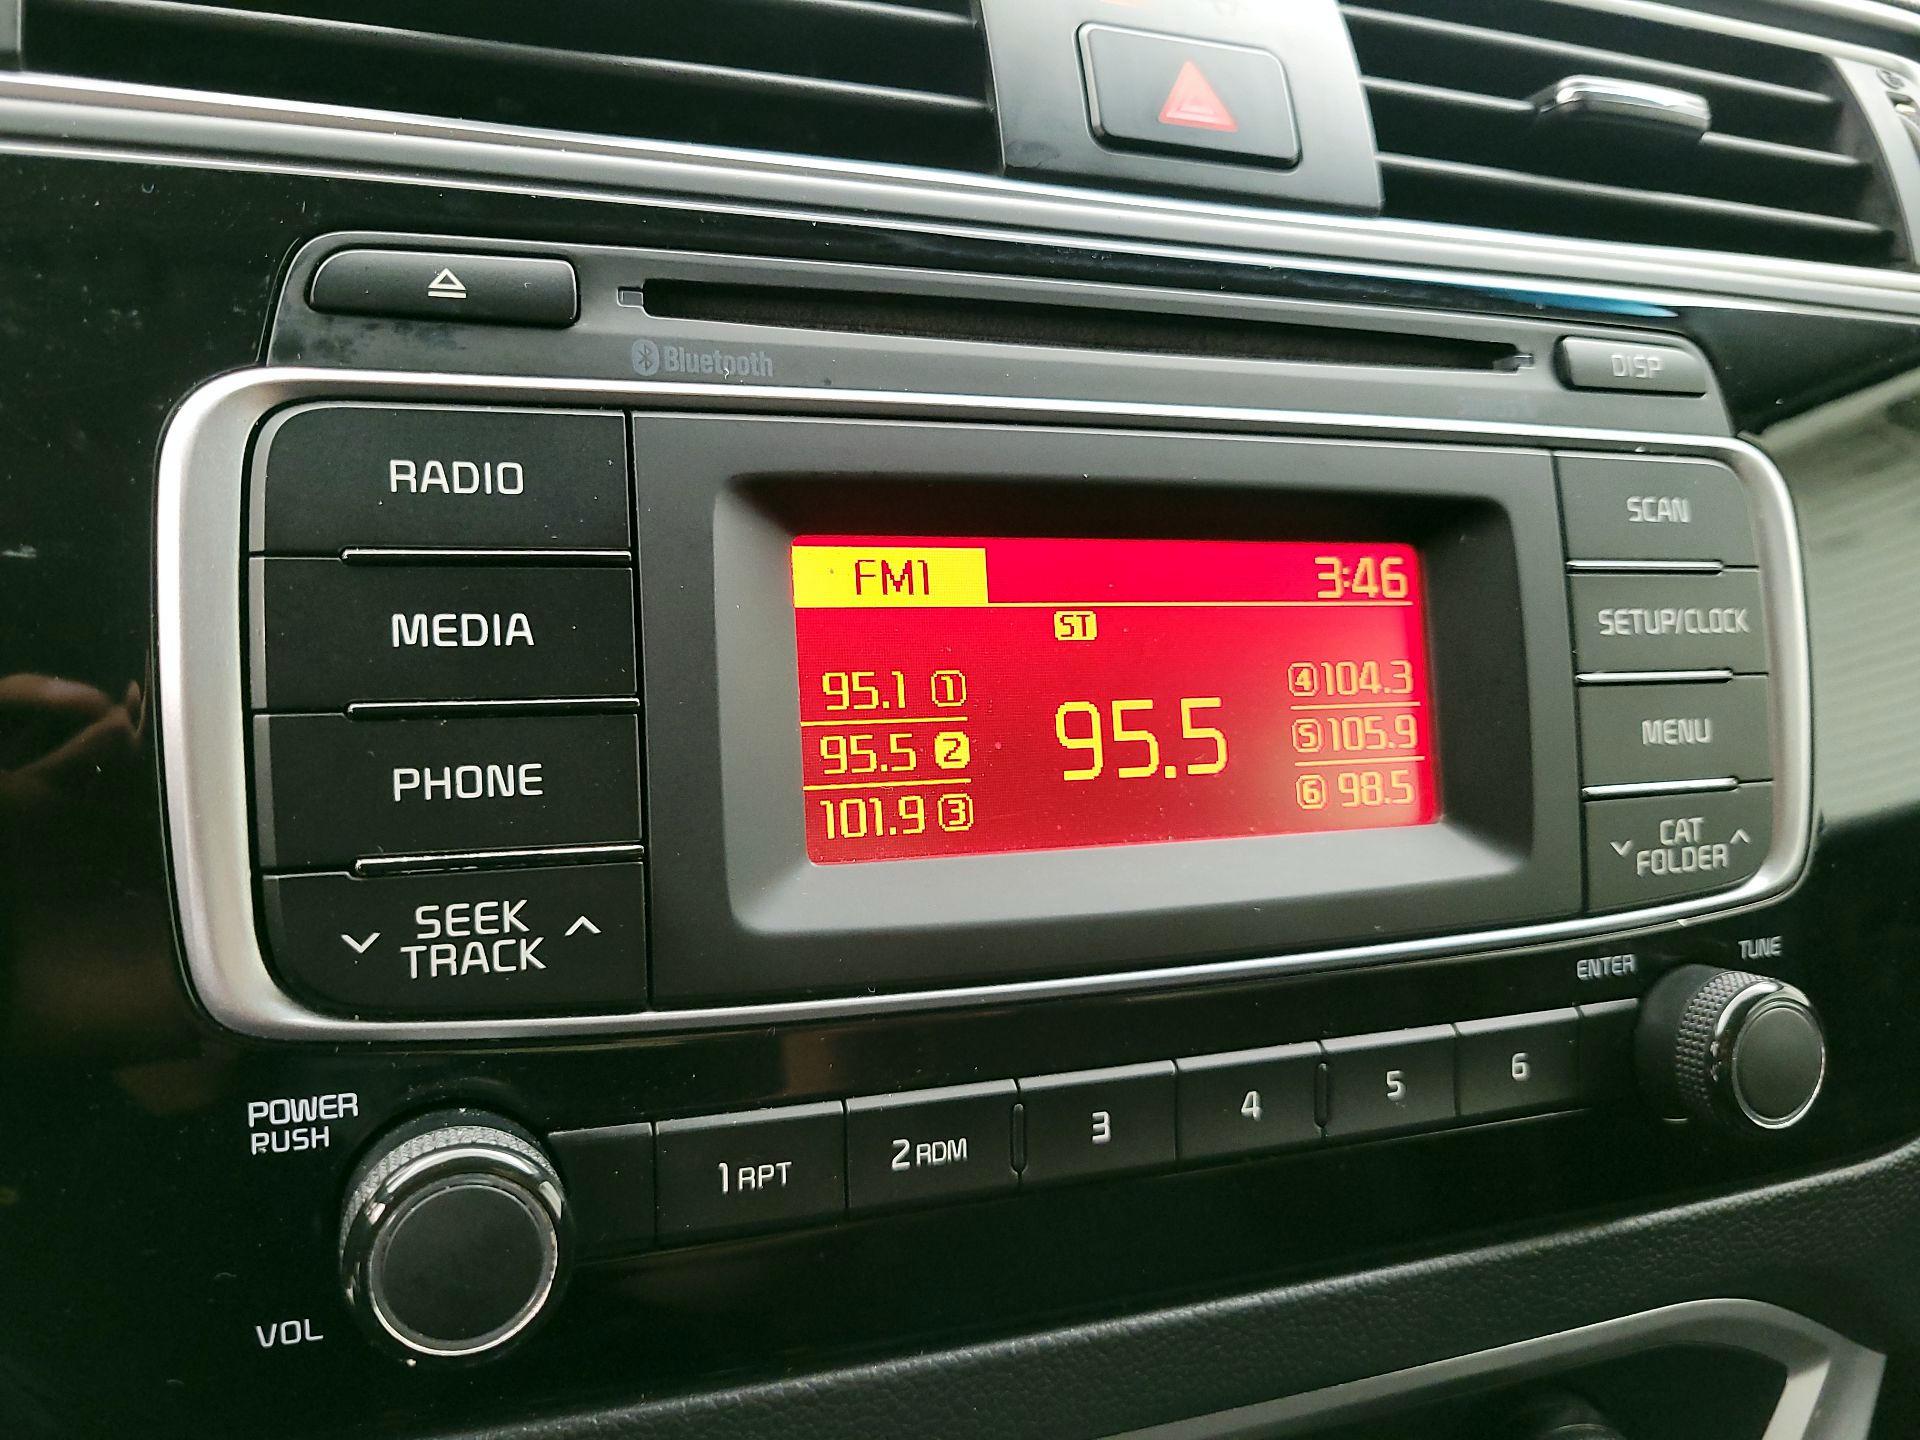 Bluetooth
DISP
RADIO
MEDIA
PHONE
SEEK
TRACK
FM1 3:46
ST
95.1 1
95.5 2
101.9 3
95.5
4 104.3
5 105.9
6 98.5
SCAN
SETUP/CLOCK
MENU
CAT
FOLDER
ENTER
TUNE
POWER
PUSH
VOL
1 RPT
2 RDM
3
4
5
6